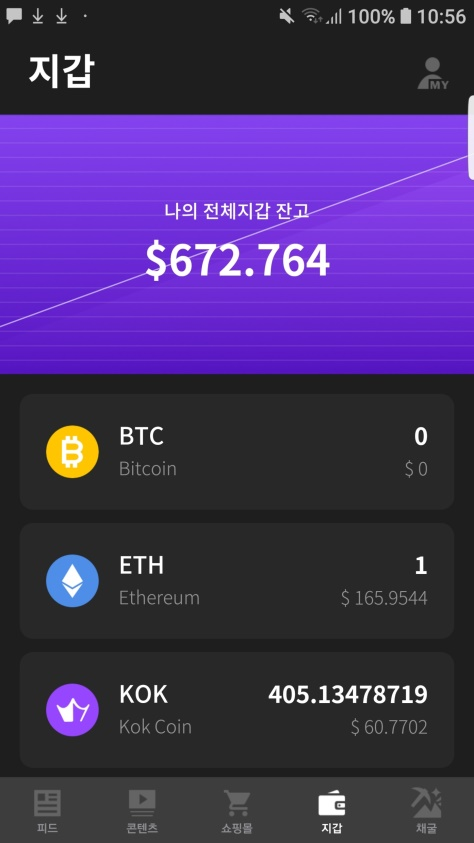 100% 10:56
지갑
MY
나의 전체지갑 잔고
$672.764
BTC 0
Bitcoin $ 0
ETH 1
Ethereum $ 165.9544
KOK 405.13478719
Kok Coin $ 60.7702
피드 콘텐츠 쇼핑몰 지갑 채굴